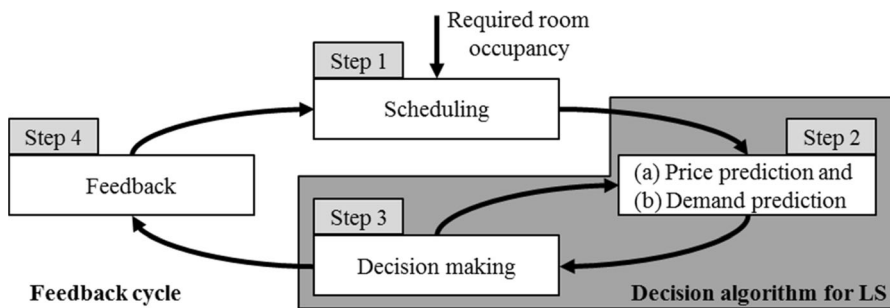 Required room
occupancy
Step 1
Scheduling
Step 4
Feedback
Step 2
(a) Price prediction and
(b) Demand prediction
Step 3
Decision making
Feedback cycle
Decision algorithm for LS